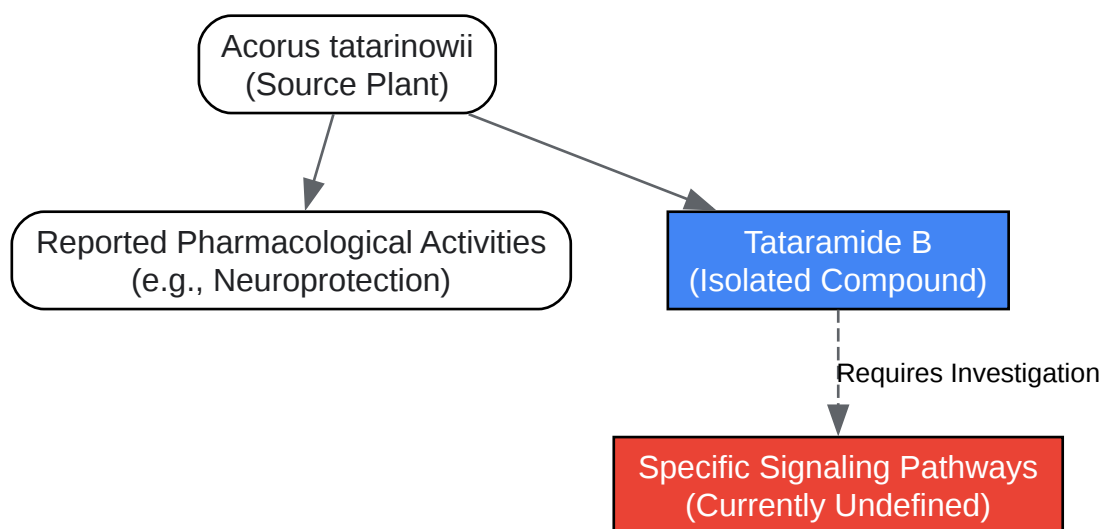 Acorus tatarinowii
(Source Plant)
Reported Pharmacological Activities
(e.g., Neuroprotection)
Tataramide B
(Isolated Compound)
Requires Investigation
Specific Signaling Pathways
(Currently Undefined)